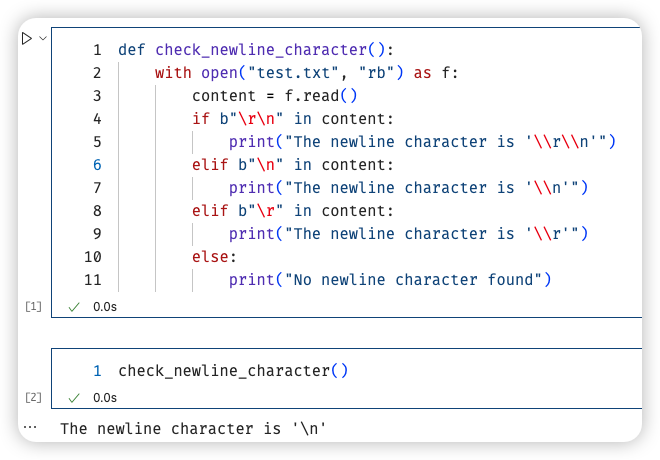 1 def check_newline_character():
2     with open("test.txt", "rb") as f:
3         content = f.read()
4         if b"\r\n" in content:
5             print("The newline character is '\\r\\n'")
6         elif b"\n" in content:
7             print("The newline character is '\\n'")
8         elif b"\r" in content:
9             print("The newline character is '\\r'")
10         else:
11             print("No newline character found")
[1] ✓ 0.0s
1 check_newline_character()
[2] ✓ 0.0s
... The newline character is '\n'